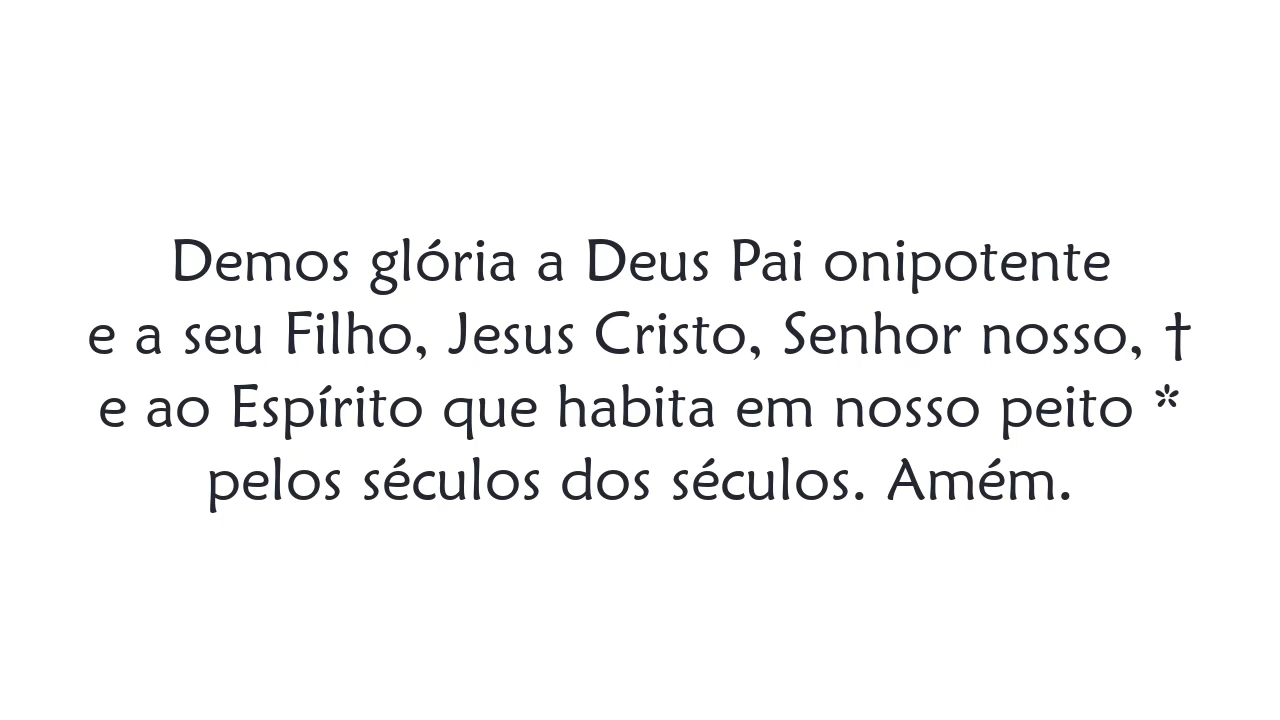 Demos glória a Deus Pai onipotente
e a seu Filho, Jesus Cristo, Senhor nosso, †
e ao Espírito que habita em nosso peito *
pelos séculos dos séculos. Amém.